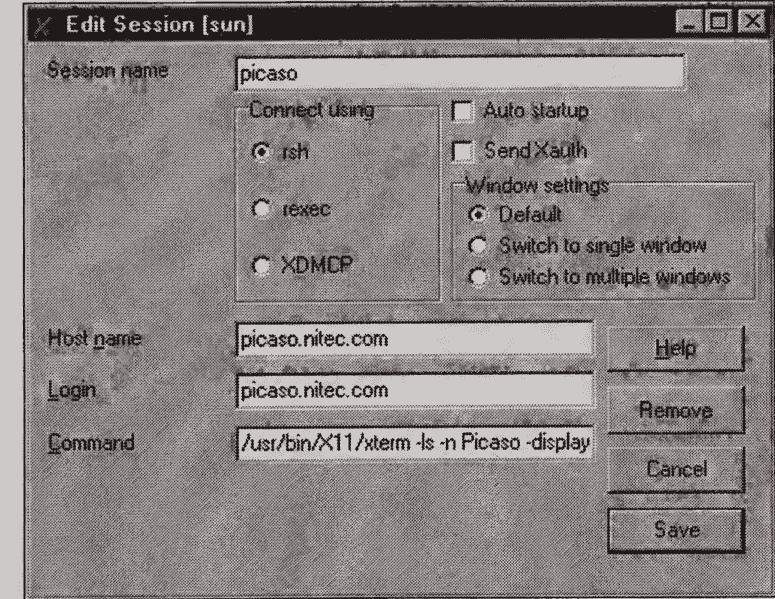 Edit Session [sun]
Session name
picaso
Connect using
rsh
rexec
XDMCP
Auto startup
Send Xauth
Window settings
Default
Switch to single window
Switch to multiple windows
Host name
picaso.nitec.com
Login
picaso.nitec.com
Command
/usr/bin/X11/xterm -ls -n Picaso -display
Help
Remove
Cancel
Save